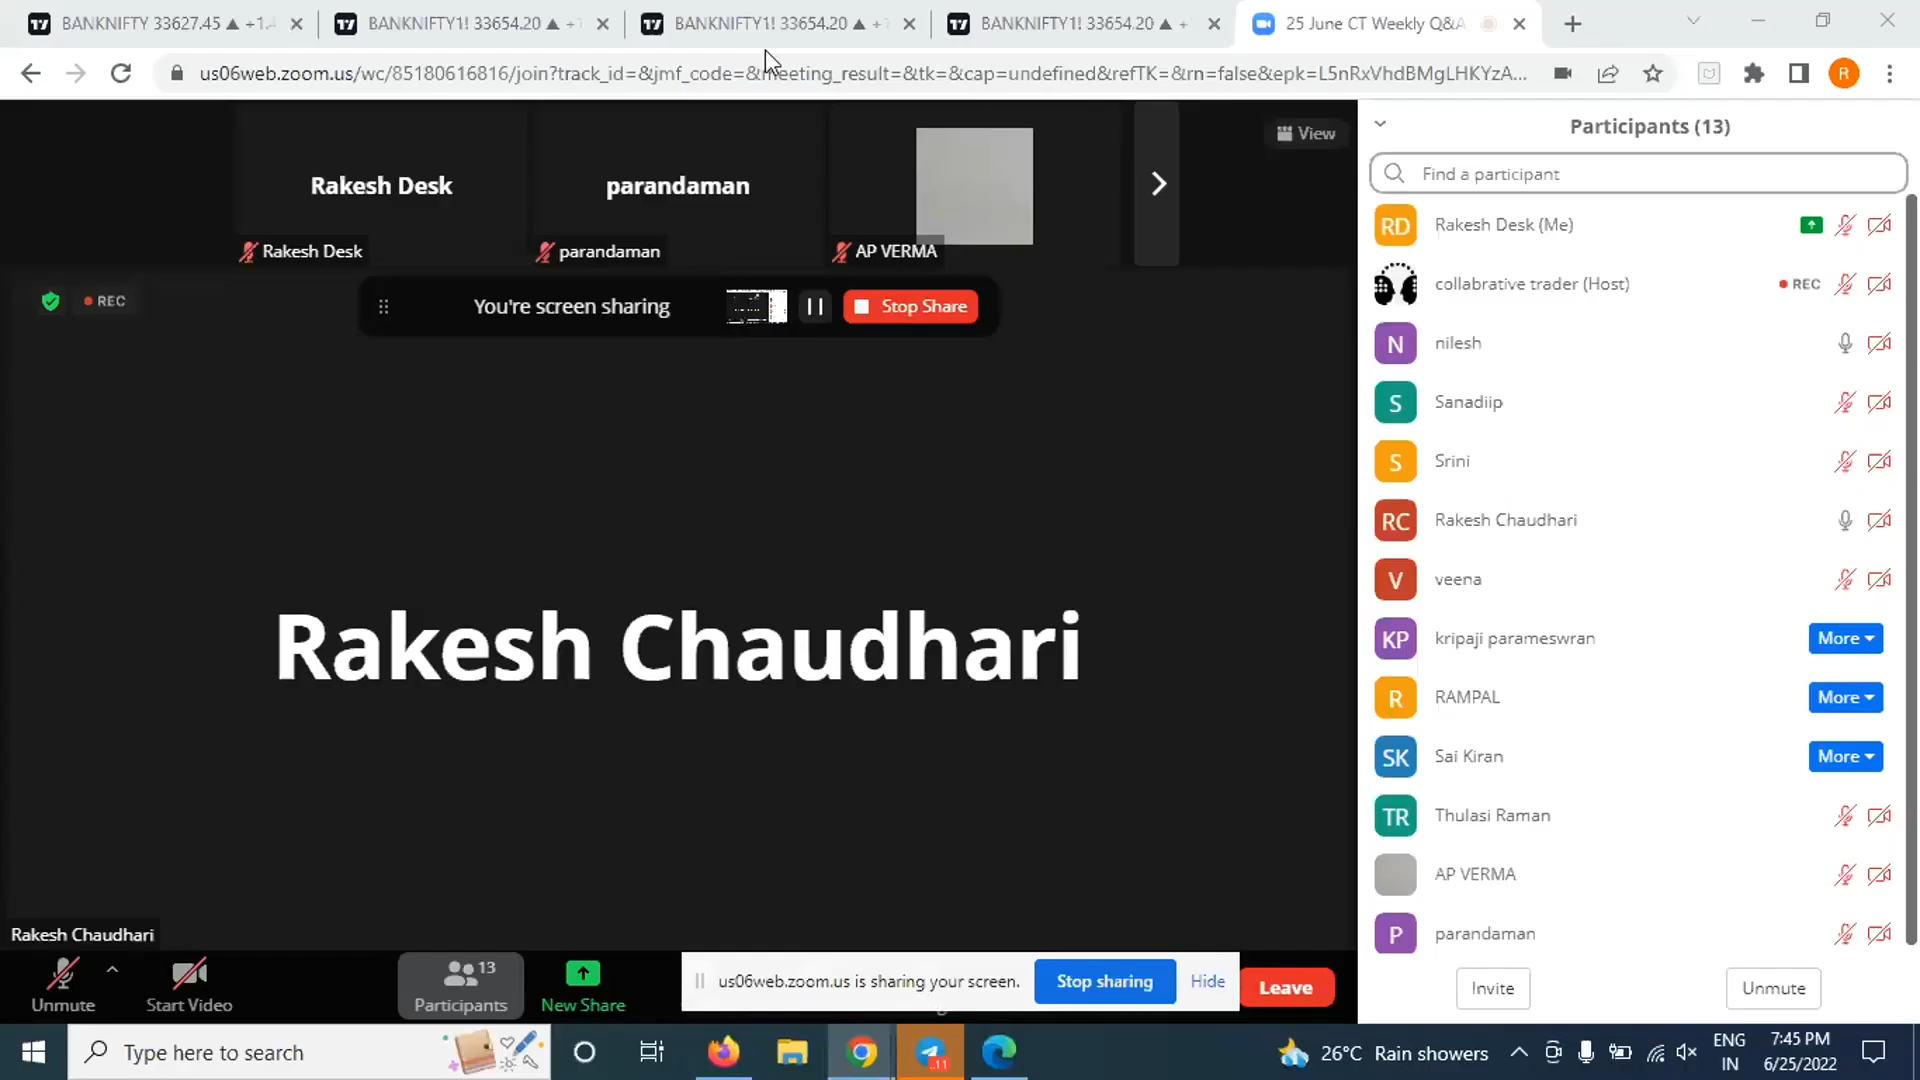 BANKNIFTY 33627.45 ▲ +1.4
BANKNIFTY1! 33654.20 ▲ +1
BANKNIFTY1! 33654.20 ▲ +1
BANKNIFTY1! 33654.20 ▲ +
25 June CT Weekly Q&A
us06web.zoom.us/wc/85180616816/join?track_id=&jmf_code=&meeting_result=&tk=&cap=undefined&refTK=&rn=false&epk=L5nRxVhdBMgLHKYzA...
R
Rakesh Desk
parandaman
View
Rakesh Desk
parandaman
AP VERMA
REC
You're screen sharing
Stop Share
Rakesh Chaudhari
Rakesh Chaudhari
Participants (13)
Find a participant
RD Rakesh Desk (Me)
collabrative trader (Host) REC
N nilesh
S Sanadiip
S Srini
RC Rakesh Chaudhari
V veena
KP kripaji parameswran More
R RAMPAL More
SK Sai Kiran More
TR Thulasi Raman
AP VERMA
P parandaman
Invite
Unmute
Unmute
Start Video
13
Participants
New Share
us06web.zoom.us is sharing your screen.
Stop sharing
Hide
Leave
Type here to search
26°C Rain showers
ENG
IN
7:45 PM
6/25/2022